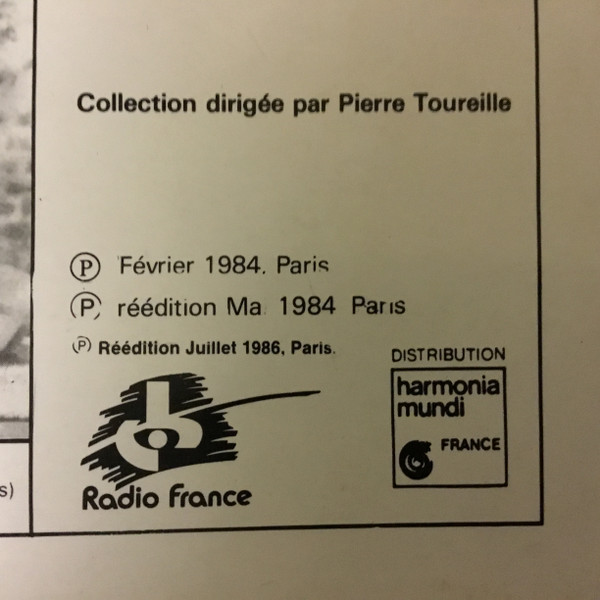 Collection dirigée par Pierre Toureille
Ⓟ Février 1984. Paris
Ⓟ réédition Ma 1984 Paris
Ⓟ Réédition Juillet 1986, Paris.
DISTRIBUTION
harmonia
mundi
FRANCE
Radio France
s)